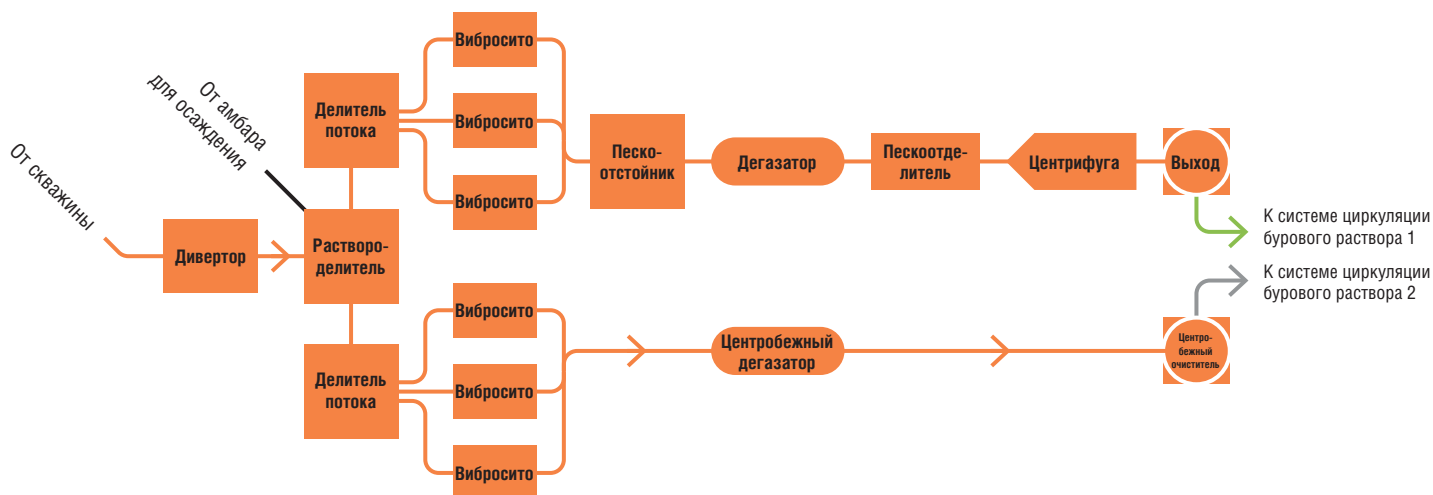 От скважины
От амбара
для осаждения
Дивертор
Раство­ро-
делитель
Делитель
потока
Вибросито
Вибросито
Вибросито
Песко-
отстойник
Дегазатор
Пескоотде-
литель
Центрифуга
Выход
К системе циркуляции
бурового раствора 1
К системе циркуляции
бурового раствора 2
Делитель
потока
Вибросито
Вибросито
Вибросито
Центробежный
дегазатор
Центро-
бежный
очиститель